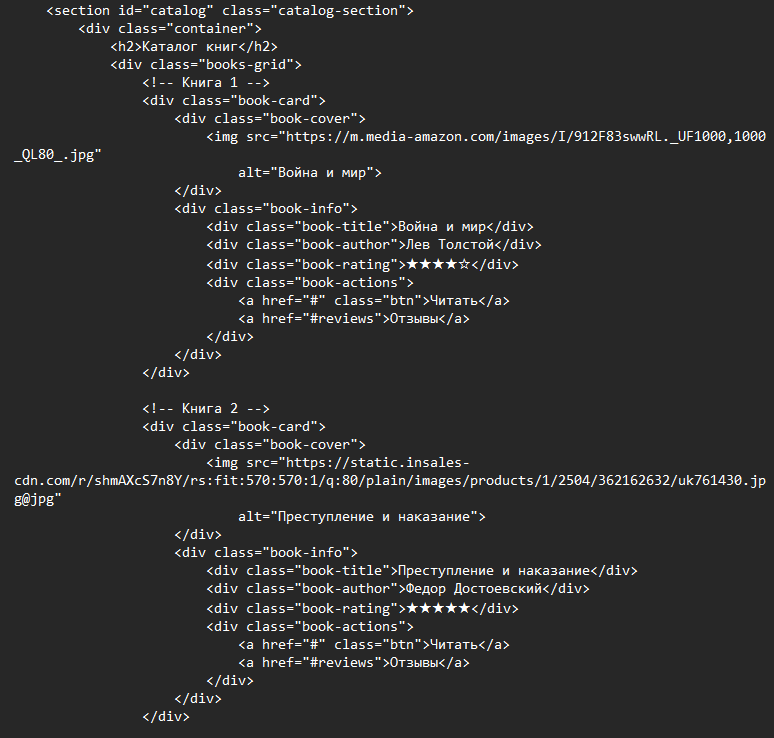 <section id="catalog" class="catalog-section">
<div class="container">
<h2>Каталог книг</h2>
<div class="books-grid">
<!-- Книга 1 -->
<div class="book-card">
<div class="book-cover">
<img src="https://m.media-amazon.com/images/I/912F83swwRL._UF1000,1000
_QL80_.jpg"
alt="Война и мир">
</div>
<div class="book-info">
<div class="book-title">Война и мир</div>
<div class="book-author">Лев Толстой</div>
<div class="book-rating">★★★★☆</div>
<div class="book-actions">
<a href="#" class="btn">Читать</a>
<a href="#reviews">Отзывы</a>
</div>
</div>
</div>
<!-- Книга 2 -->
<div class="book-card">
<div class="book-cover">
<img src="https://static.insales-
cdn.com/r/shmAXcS7n8Y/rs:fit:570:570:1/q:80/plain/images/products/1/2504/362162632/uk761430.jp
g@jpg"
alt="Преступление и наказание">
</div>
<div class="book-info">
<div class="book-title">Преступление и наказание</div>
<div class="book-author">Федор Достоевский</div>
<div class="book-rating">★★★★★</div>
<div class="book-actions">
<a href="#" class="btn">Читать</a>
<a href="#reviews">Отзывы</a>
</div>
</div>
</div>